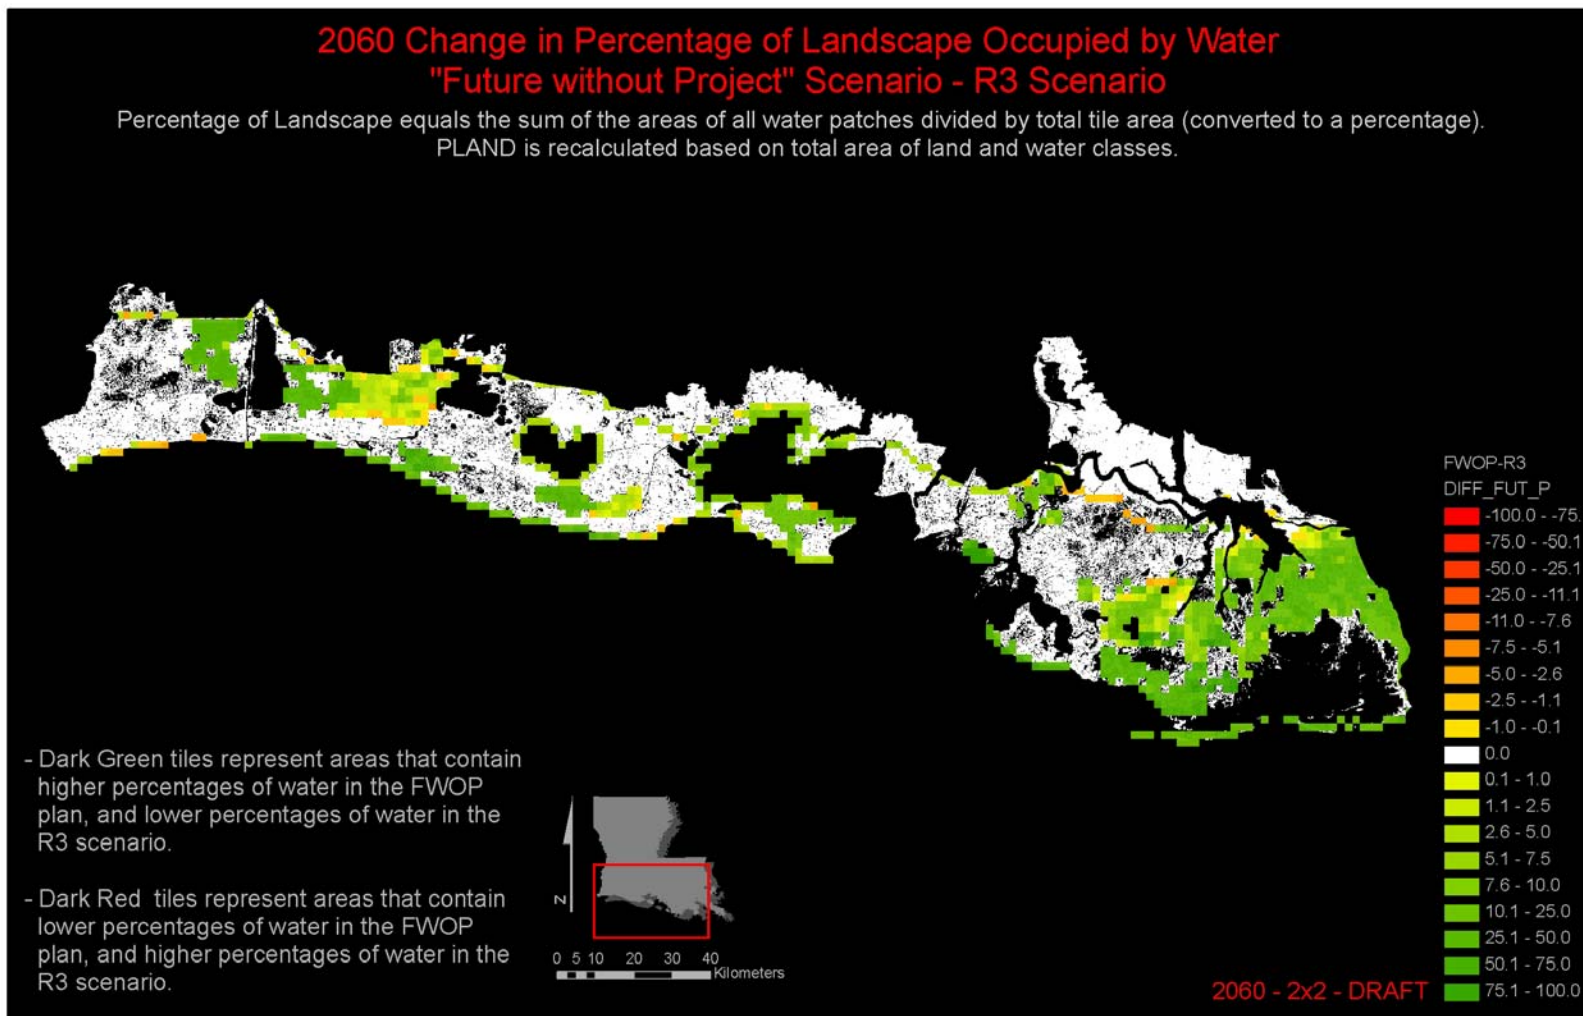 2060 Change in Percentage of Landscape Occupied by Water
"Future without Project" Scenario - R3 Scenario
Percentage of Landscape equals the sum of the areas of all water patches divided by total tile area (converted to a percentage).
PLAND is recalculated based on total area of land and water classes.
FWOP-R3
DIFF_FUT_P
-100.0 - -75.
-75.0 - -50.1
-50.0 - -25.1
-25.0 - -11.1
-11.0 - -7.6
-7.5 - -5.1
-5.0 - -2.6
-2.5 - -1.1
-1.0 - -0.1
0.0
0.1 - 1.0
1.1 - 2.5
2.6 - 5.0
5.1 - 7.5
7.6 - 10.0
10.1 - 25.0
25.1 - 50.0
50.1 - 75.0
75.1 - 100.0
- Dark Green tiles represent areas that contain
higher percentages of water in the FWOP
plan, and lower percentages of water in the
R3 scenario.
- Dark Red tiles represent areas that contain
lower percentages of water in the FWOP
plan, and higher percentages of water in the
R3 scenario.
N
0 5 10 20 30 40
Kilometers
2060 - 2x2 - DRAFT